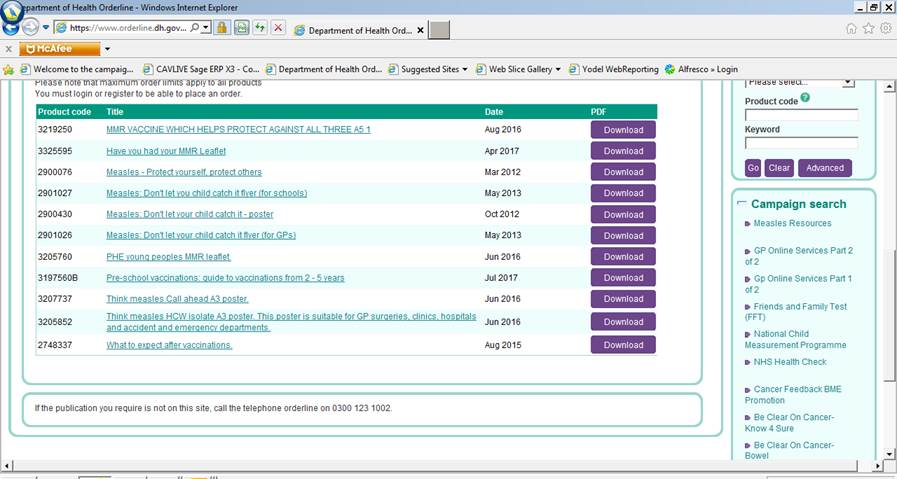 Department of Health Orderline - Windows Internet Explorer
https://www.orderline.dh.gov...
Department of Health Ord...
McAfee
Welcome to the campaig...
CAVLIVE Sage ERP X3 - Co...
Department of Health Ord...
Suggested Sites
Web Slice Gallery
Yodel WebReporting
Alfresco » Login
Please note that maximum order limits apply to all products
You must login or register to be able to place an order.
Product code Title Date PDF
3219250 MMR VACCINE WHICH HELPS PROTECT AGAINST ALL THREE A5 1 Aug 2016 Download
3325595 Have you had your MMR Leaflet Apr 2017 Download
2900076 Measles - Protect yourself, protect others Mar 2012 Download
2901027 Measles: Don't let you child catch it flyer (for schools) May 2013 Download
2900430 Measles: Don't let your child catch it - poster Oct 2012 Download
2901026 Measles: Don't let your child catch it flyer (for GPs) May 2013 Download
3205760 PHE young peoples MMR leaflet. Jun 2016 Download
3197560B Pre-school vaccinations: guide to vaccinations from 2 - 5 years Jul 2017 Download
3207737 Think measles Call ahead A3 poster. Jun 2016 Download
3205852 Think measles HCW isolate A3 poster. This poster is suitable for GP surgeries, clinics, hospitals
and accident and emergency departments. Jun 2016 Download
2748337 What to expect after vaccinations. Aug 2015 Download
If the publication you require is not on this site, call the telephone orderline on 0300 123 1002.
Please select...
Product code
Keyword
Go Clear Advanced
Campaign search
Measles Resources
GP Online Services Part 2
of 2
Gp Online Services Part 1
of 2
Friends and Family Test
(FFT)
National Child
Measurement Programme
NHS Health Check
Cancer Feedback BME
Promotion
Be Clear On Cancer-
Know 4 Sure
Be Clear On Cancer-
Bowel